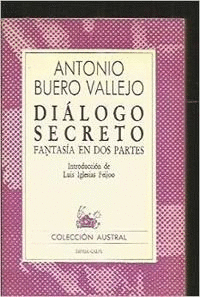 ANTONIO
BUERO VALLEJO
DIÁLOGO
SECRETO
FANTASÍA EN DOS PARTES
Introducción de
Luis Iglesias Feijoo
COLECCIÓN AUSTRAL
ESPASA-CALPE